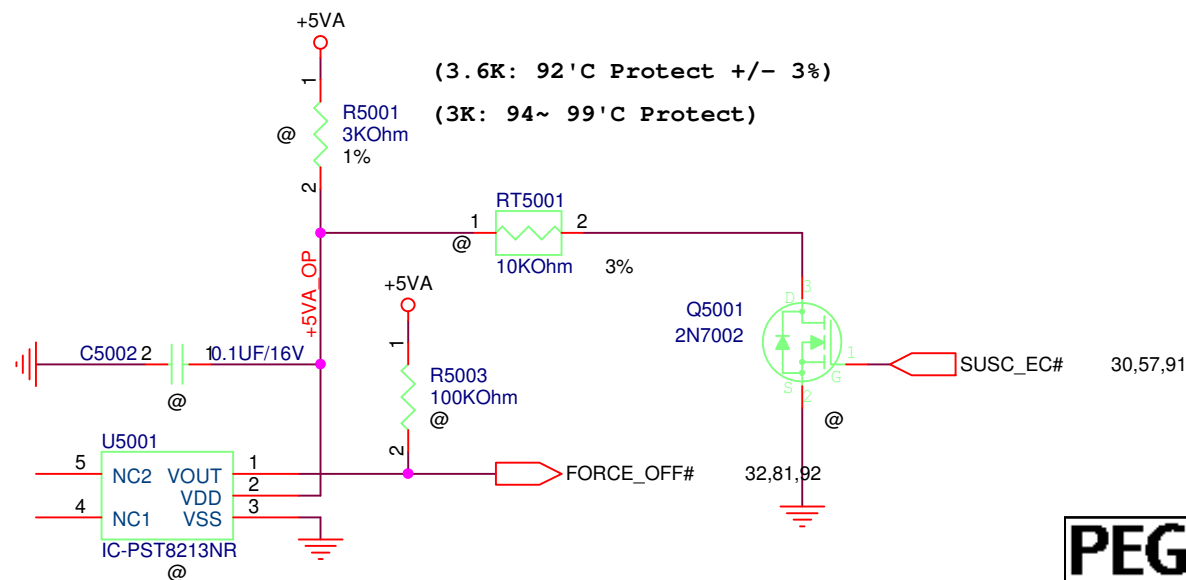 +5VA
(3.6K: 92'C Protect +/- 3%)
(3K: 94~ 99'C Protect)
1
R5001
3KOhm
@
1%
2
RT5001
1
2
@
10KOhm 3%
+5VA_OP
+5VA
3
D
Q5001
2N7002
1
G
SUSC_EC# 30,57,91
S
2
@
C5002 2
1
0.1UF/16V
@
1
R5003
100KOhm
@
2
U5001
5 NC2 VOUT 1
FORCE_OFF# 32,81,92
VDD 2
4 NC1 VSS 3
IC-PST8213NR
@
PEG